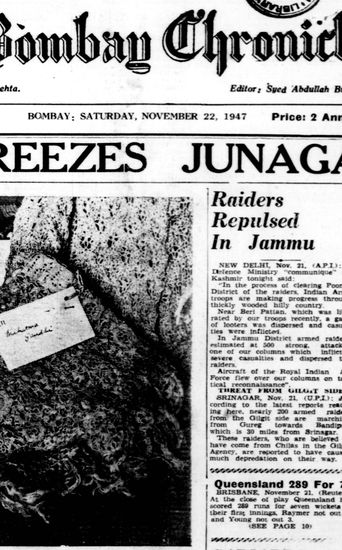 Bombay Chronicl
ehta.
Editor: Syed Abdullah B
BOMBAY: SATURDAY, NOVEMBER 22, 1947
Price: 2 Ann
REEZES JUNAGA
Raiders
Repulsed
In Jammu
NEW DELHI, Nov. 21, (A.P.I.):
Defence Ministry "communique"
Kashmir tonight said:
"In the process of clearing Poon
District of the raiders, Indian Arm
troops are making progress throu
thickly wooded hilly country.
Near Beri Pattan, which was lib
rated by our troops recently, a ga
of looters was dispersed and casua
ties were inflicted.
In Jammu District armed raide
estimated at 500 strong, attack
one of our columns which inflict
severe casualties and dispersed t
raiders.
Aircraft of the Royal Indian A
Force flew over our columns on ta
tical reconnaissance".
THREAT FROM GILGIT SIDE
SRINAGAR, Nov. 21, (U.P.I.): A
cording to the latest reports rea
ing here, nearly 200 armed raide
from the Gilgit side are marchi
from Gureg towards Bandip
which is 30 miles from Srinagar.
These raiders, who are believed
have come from Chilas in the Gilg
Agency, are reported to have cau
much depredation on their way.
Queensland 289 For 7
BRISBANE, November 21, (Reute
At the close of play Queensland
scored 289 runs for seven wicket
their first innings, Raymer not out
and Young not out 3.
(SEE PAGE 10)